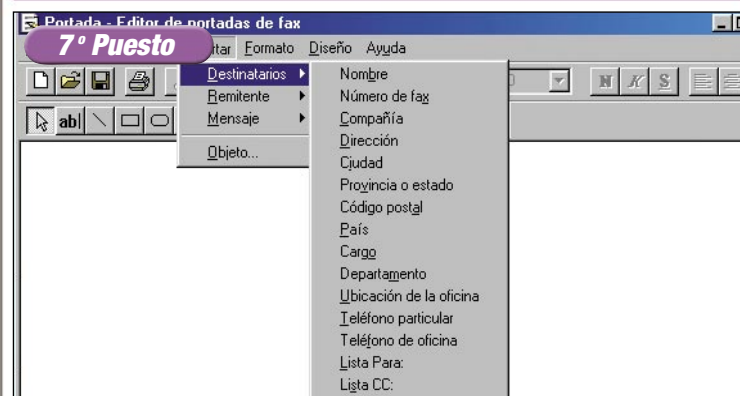 Portada - Editor de portadas de fax
7º Puesto
rtar Formato Diseño Ayuda
Destinatarios
Remitente
Mensaje
Objeto...
Nombre
Número de fax
Compañía
Dirección
Ciudad
Provincia o estado
Código postal
País
Cargo
Departamento
Ubicación de la oficina
Teléfono particular
Teléfono de oficina
Lista Para:
Lista CC:
N K S
ab|